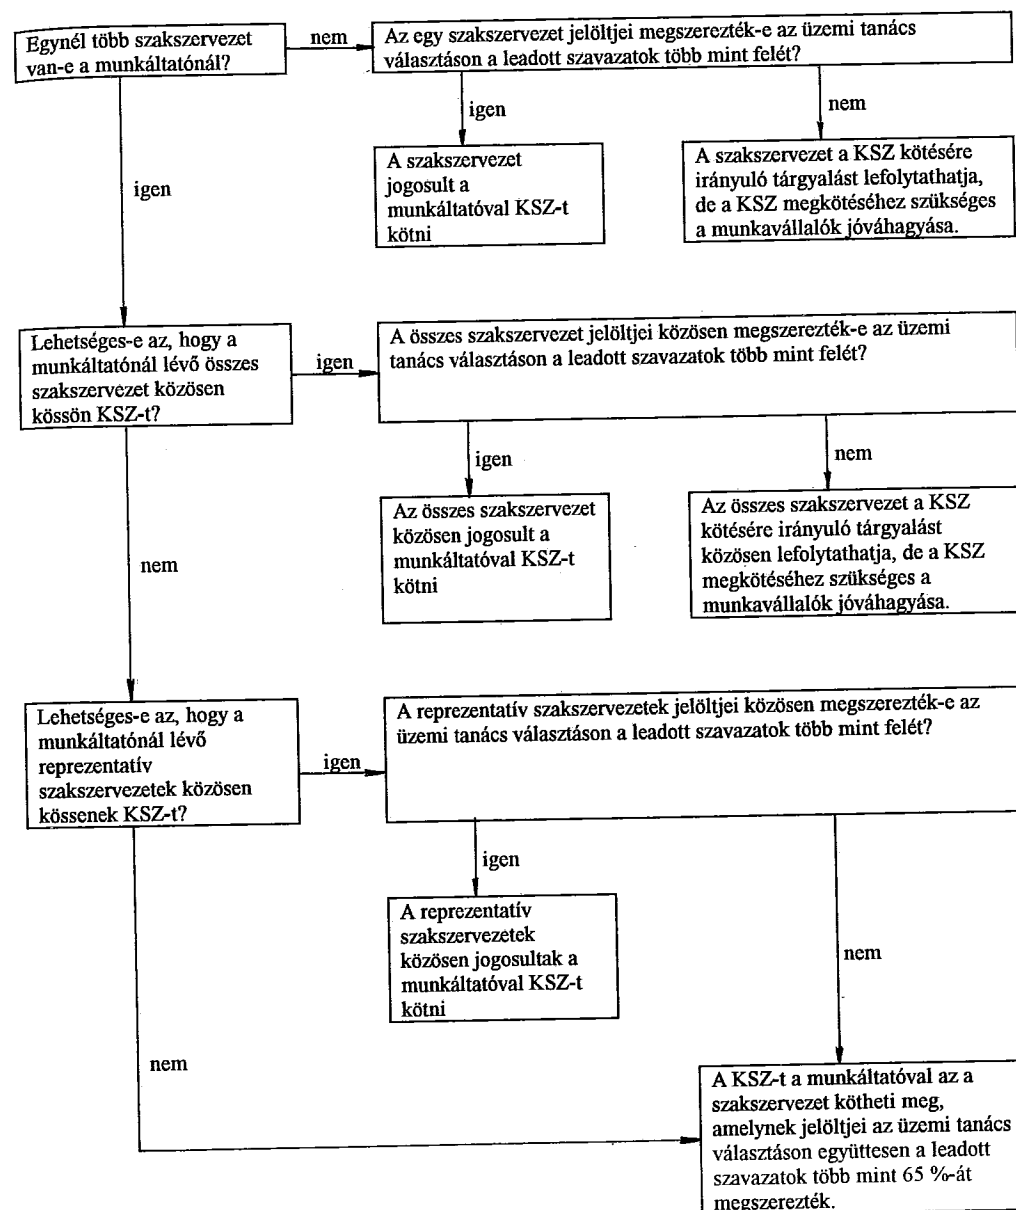 Egynél több szakszervezet
van-e a munkáltatónál?
nem
Az egy szakszervezet jelöltjei megszerezték-e az üzemi tanács
választáson a leadott szavazatok több mint felét?
igen
igen
nem
A szakszervezet
jogosult a
munkáltatóval KSZ-t
kötni
A szakszervezet a KSZ kötésére
irányuló tárgyalást lefolytathatja,
de a KSZ megkötéséhez szükséges
a munkavállalók jóváhagyása.
Lehetséges-e az, hogy a
munkáltatónál lévő összes
szakszervezet közösen
kössön KSZ-t?
igen
A összes szakszervezet jelöltjei közösen megszerezték-e az üzemi
tanács választáson a leadott szavazatok több mint felét?
nem
igen
nem
Az összes szakszervezet
közösen jogosult a
munkáltatóval KSZ-t
kötni
Az összes szakszervezet a KSZ
kötésére irányuló tárgyalást
közösen lefolytathatja, de a KSZ
megkötéséhez szükséges a
munkavállalók jóváhagyása.
Lehetséges-e az, hogy a
munkáltatónál lévő
reprezentatív
szakszervezetek közösen
kössenek KSZ-t?
igen
A reprezentatív szakszervezetek jelöltjei közösen megszerezték-e az
üzemi tanács választáson a leadott szavazatok több mint felét?
igen
nem
A reprezentatív
szakszervezetek
közösen jogosultak a
munkáltatóval KSZ-t
kötni
nem
A KSZ-t a munkáltatóval az a
szakszervezet kötheti meg,
amelynek jelöltjei az üzemi tanács
választáson együttesen a leadott
szavazatok több mint 65 %-át
megszerezték.